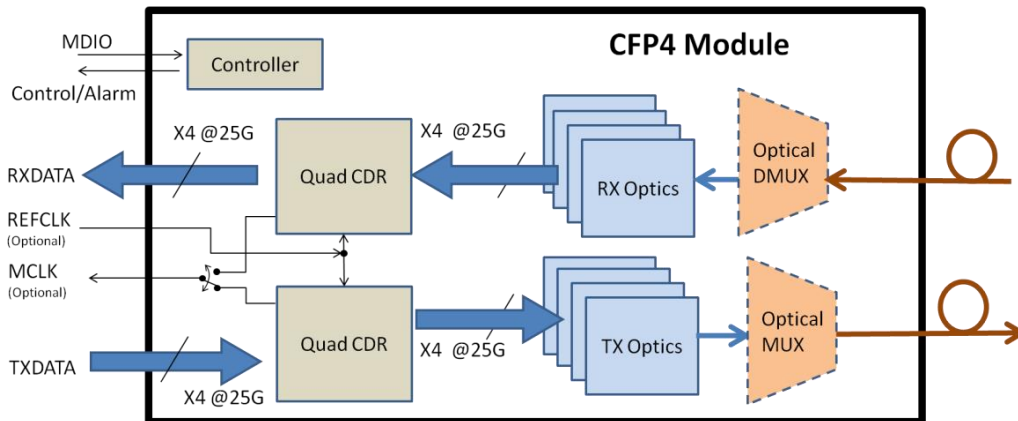 CFP4 Module
MDIO
Controller
Control/Alarm
X4 @25G
X4 @25G
RXDATA
Quad CDR
RX Optics
Optical
DMUX
REFCLK
(Optional)
MCLK
(Optional)
Quad CDR
TX Optics
Optical
MUX
TXDATA
X4 @25G
X4 @25G